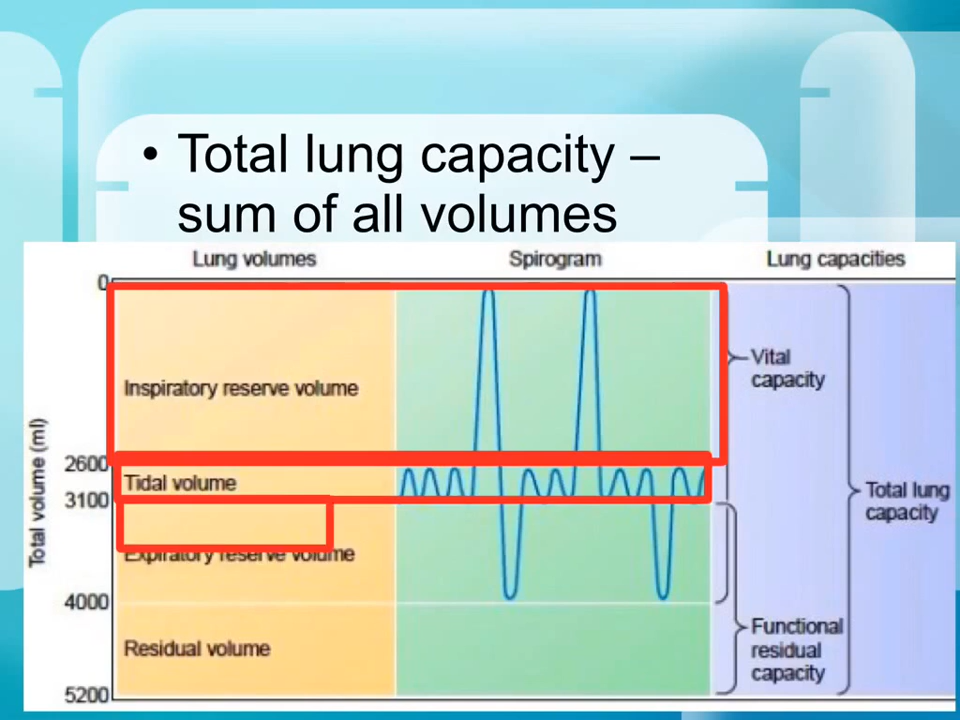 • Total lung capacity –
sum of all volumes
Lung volumes
Spirogram
Lung capacities
Total volume (ml)
0
2600
3100
4000
5200
Inspiratory reserve volume
Tidal volume
Expiratory reserve volume
Residual volume
Vital
capacity
Total lung
capacity
Functional
residual
capacity